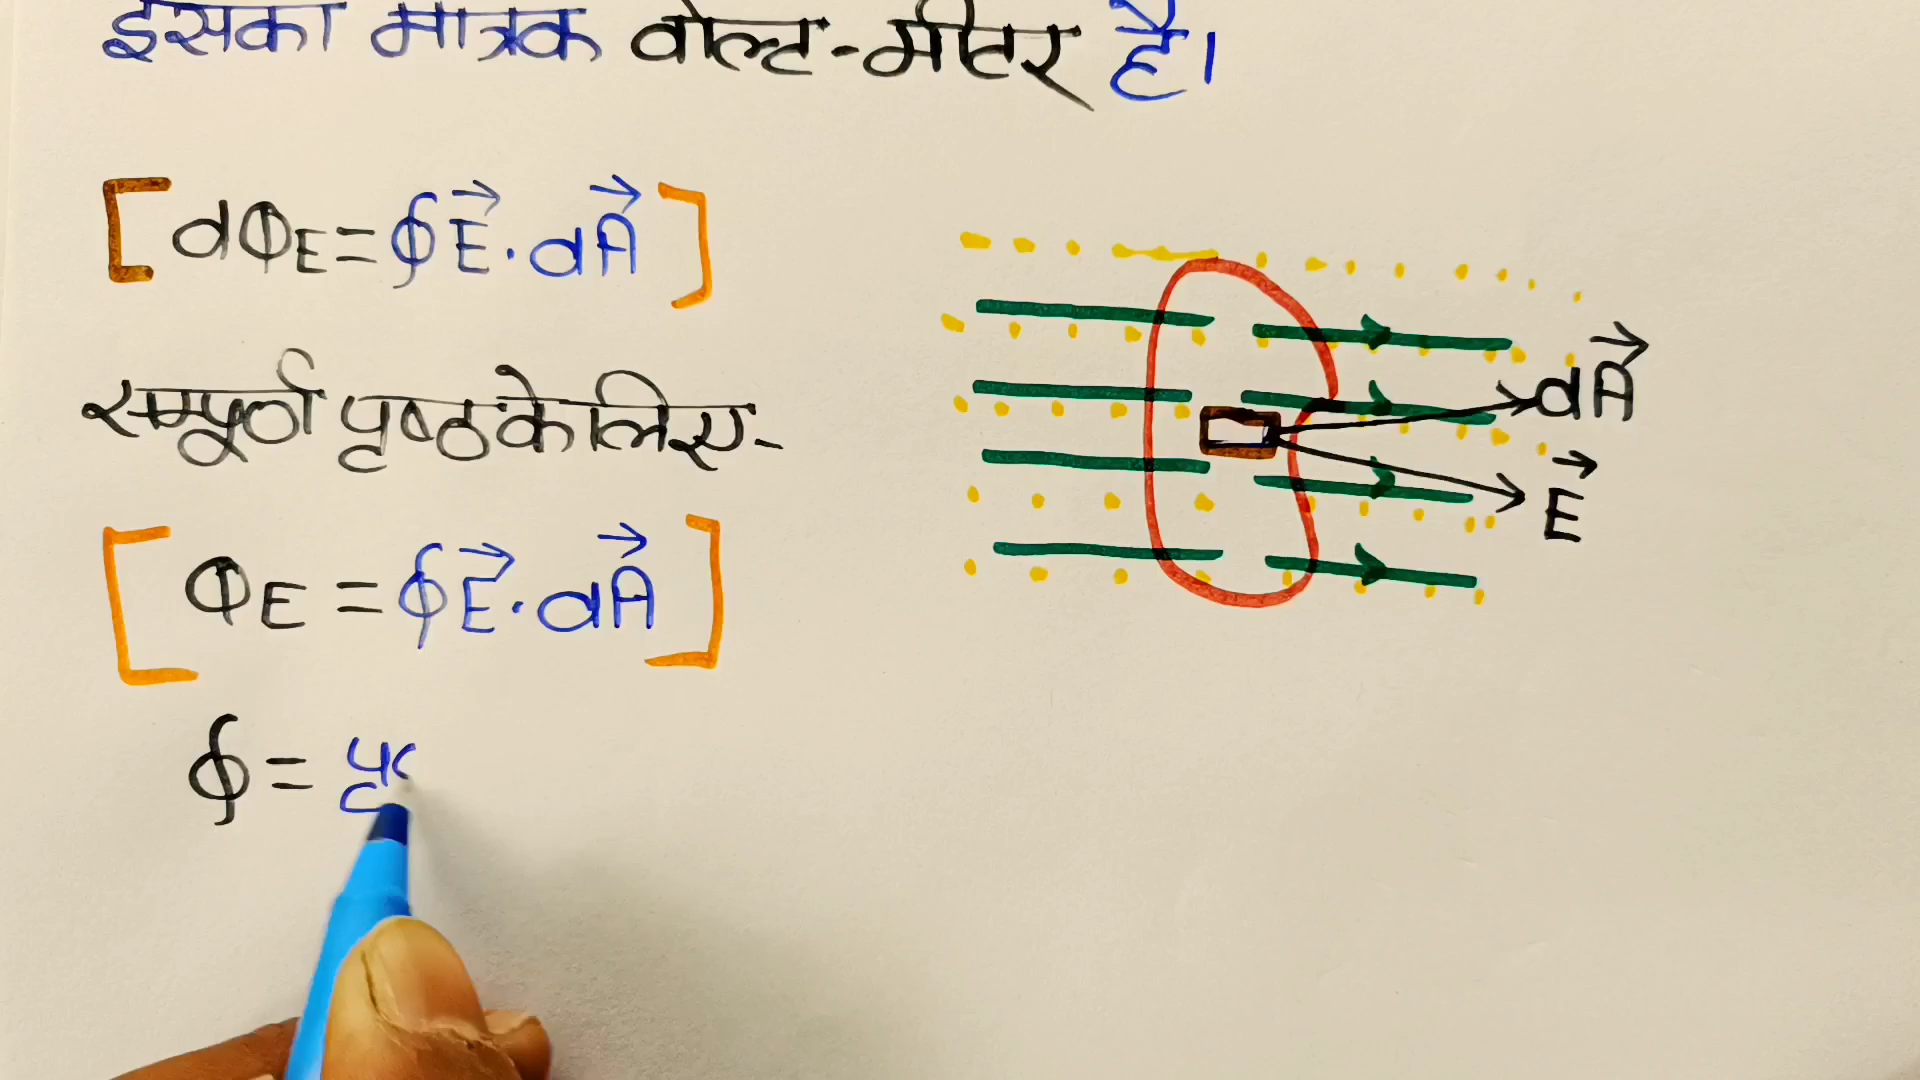 इसका मात्रक वोल्ट-मीटर है।
[dΦE = ∮E⃗·dA⃗]
सम्पूर्ण पृष्ठ के लिए-
[ΦE = ∮E⃗·dA⃗]
∮ = पृ
dA⃗
E⃗